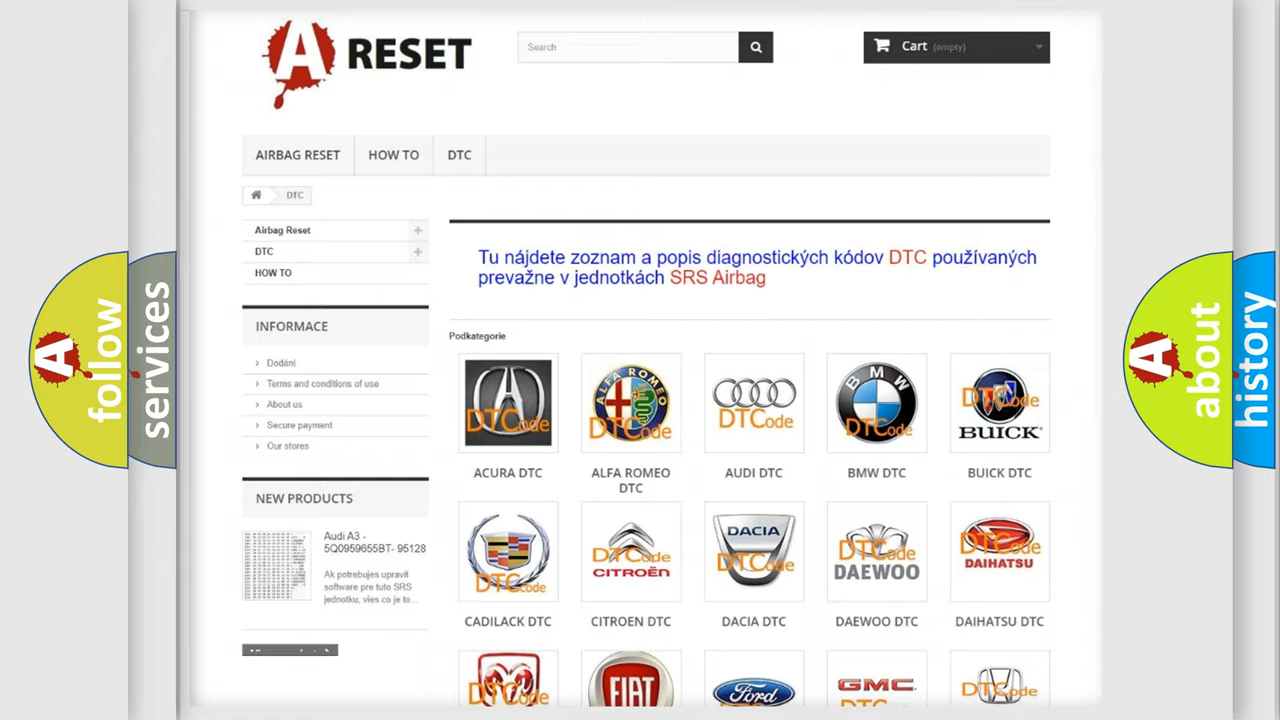 A RESET
Search
Cart (empty)
AIRBAG RESET
HOW TO
DTC
DTC
Airbag Reset
DTC
HOW TO
INFORMACE
Dodání
Terms and conditions of use
About us
Secure payment
Our stores
NEW PRODUCTS
Audi A3 -
5Q0959655BT- 95128
Ak potrebujes upravit
software pre tuto SRS
jednotku, vies co je to...
Tu nájdete zoznam a popis diagnostických kódov DTC používaných
prevažne v jednotkách SRS Airbag
Podkategorie
DTCode
ALFA ROMEO
DTCode
DTCode
BMW
DTCode
DTCode
BUICK
ACURA DTC
ALFA ROMEO
DTC
AUDI DTC
BMW DTC
BUICK DTC
DTCode
DTCode
CITROËN
DACIA
DTCode
DTCode
DAEWOO
DTCode
DAIHATSU
CADILACK DTC
CITROEN DTC
DACIA DTC
DAEWOO DTC
DAIHATSU DTC
DTCode
FIAT
Ford
GMC
DTCode
A follow
services
A about
history